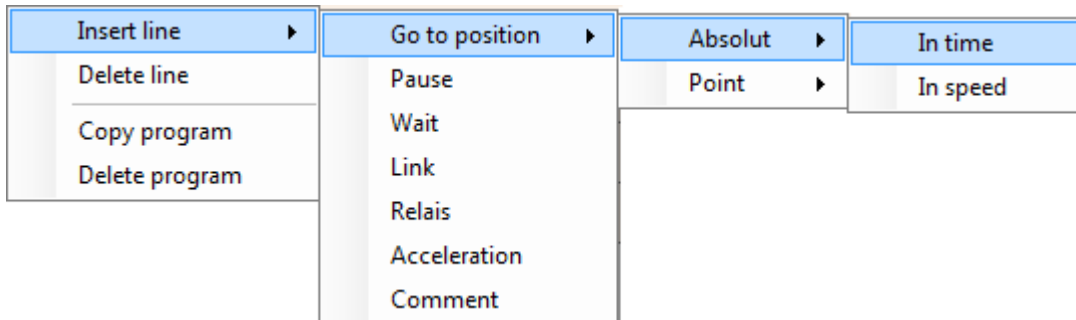 Insert line
Delete line
Copy program
Delete program
Go to position
Pause
Wait
Link
Relais
Acceleration
Comment
Absolut
Point
In time
In speed